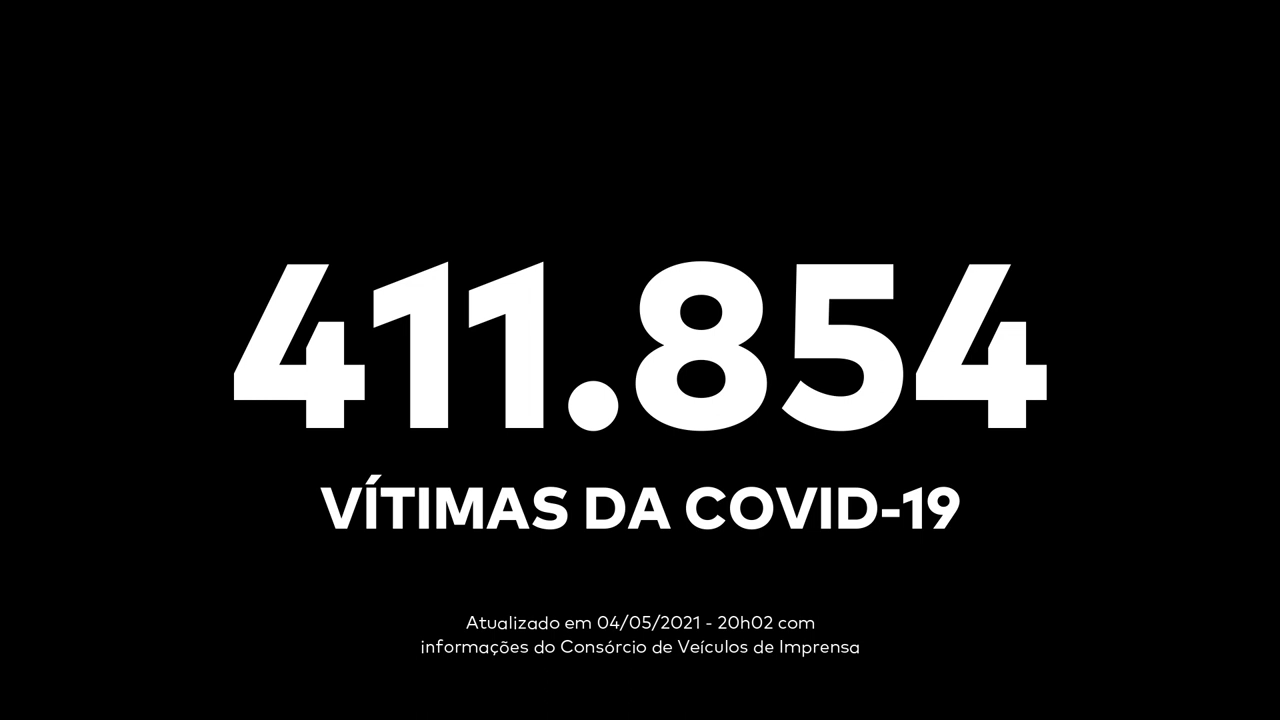 411.854
VÍTIMAS DA COVID-19
Atualizado em 04/05/2021 - 20h02 com
informações do Consórcio de Veículos de Imprensa